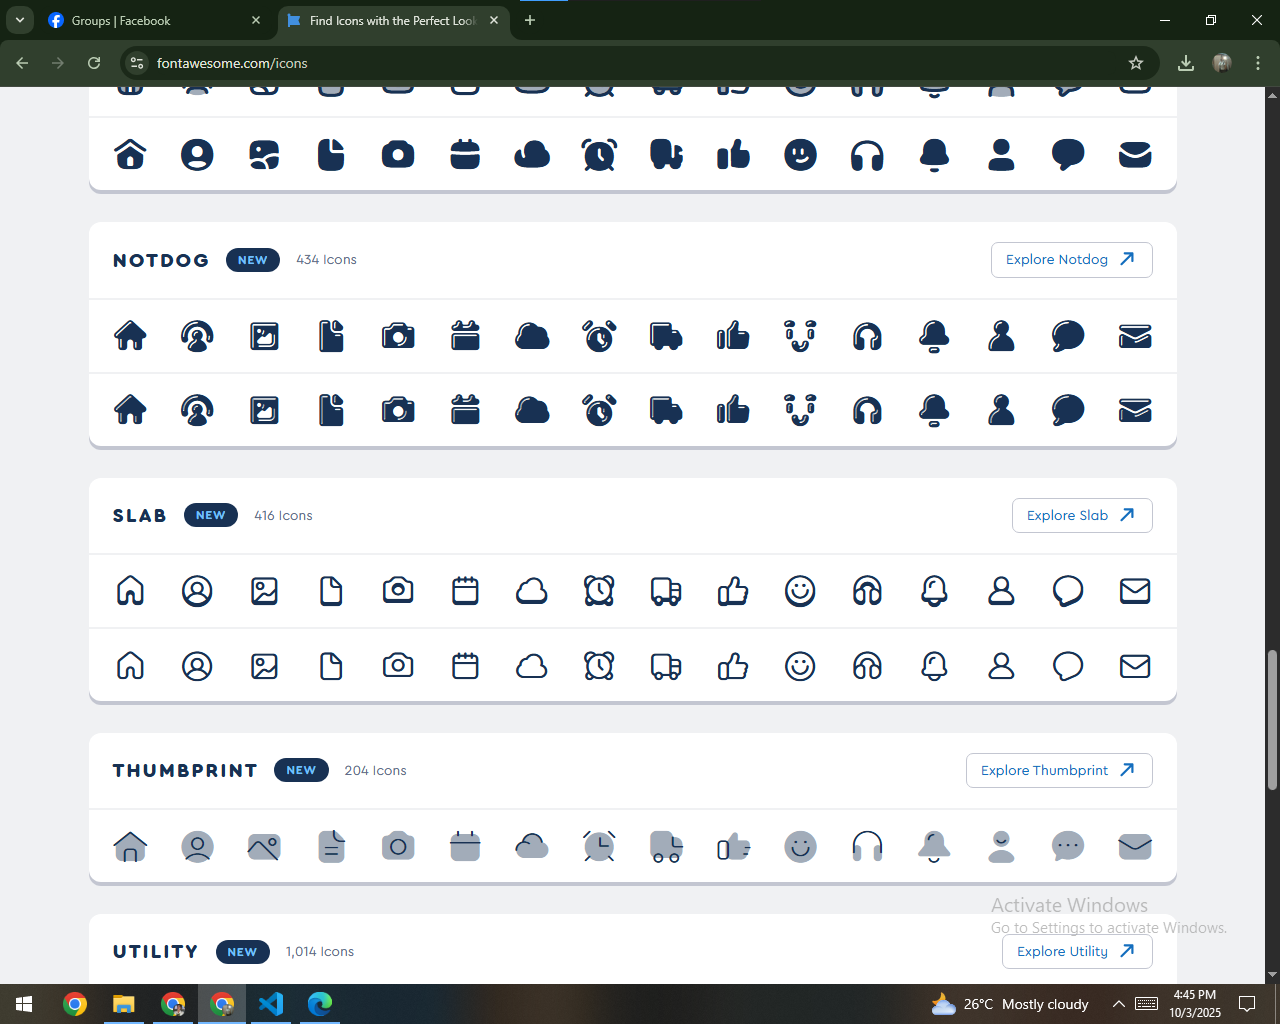 Groups | Facebook
Find Icons with the Perfect Loo
fontawesome.com/icons
NOTDOG NEW 434 Icons Explore Notdog
SLAB NEW 416 Icons Explore Slab
THUMBPRINT NEW 204 Icons Explore Thumbprint
Activate Windows
Go to Settings to activate Windows.
UTILITY NEW 1,014 Icons Explore Utility
26°C Mostly cloudy
4:45 PM
10/3/2025